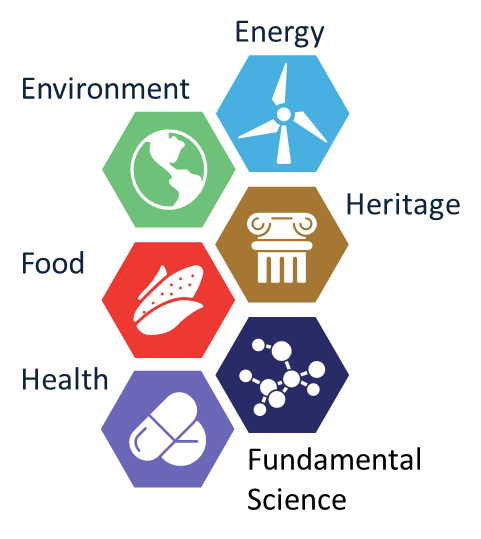 Energy
Environment
Heritage
Food
Health
Fundamental
Science